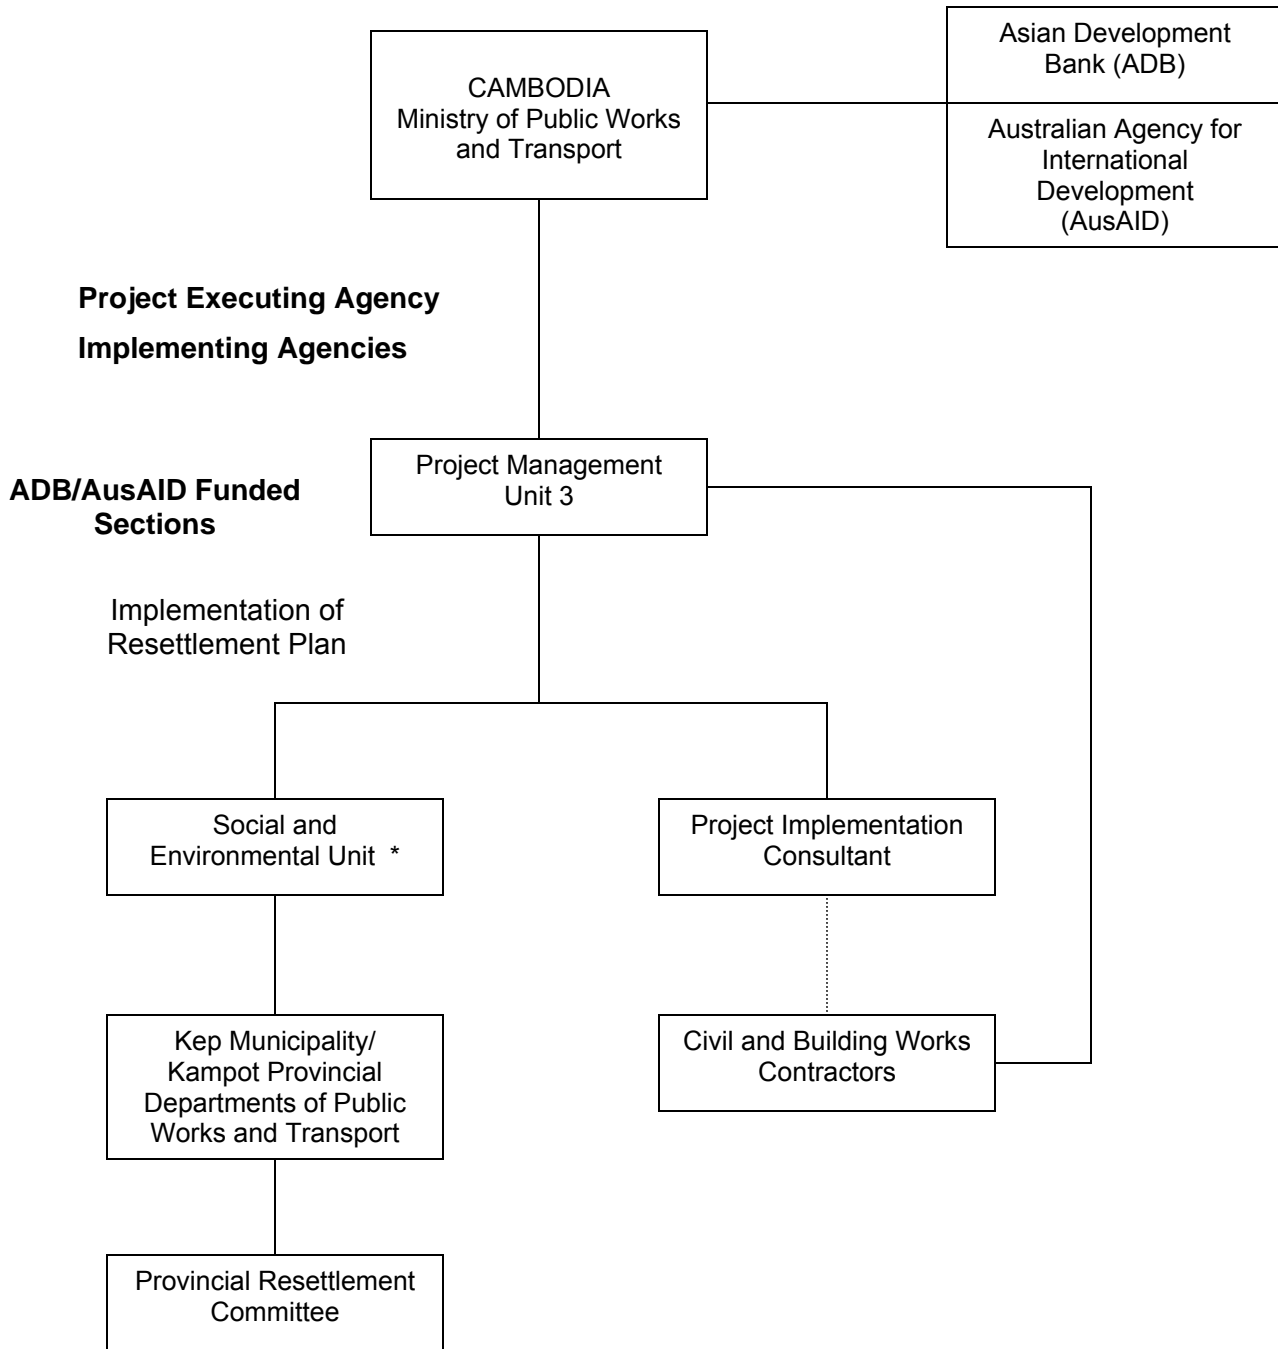 Asian Development
Bank (ADB)
CAMBODIA
Ministry of Public Works
and Transport
Australian Agency for
International
Development
(AusAID)
Project Executing Agency
Implementing Agencies
Project Management
Unit 3
ADB/AusAID Funded
Sections
Implementation of
Resettlement Plan
Social and
Environmental Unit *
Project Implementation
Consultant
Kep Municipality/
Kampot Provincial
Departments of Public
Works and Transport
Civil and Building Works
Contractors
Provincial Resettlement
Committee